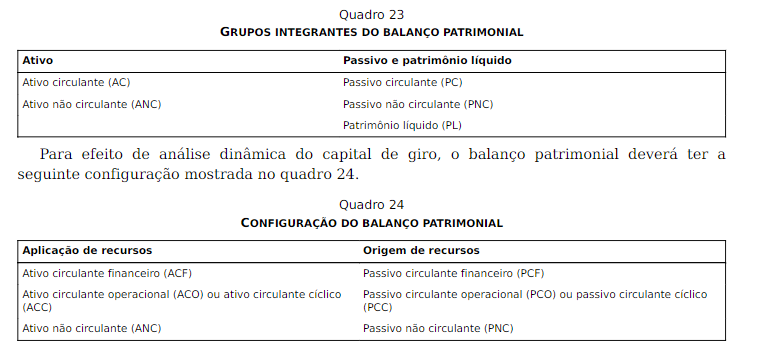 Quadro 23
GRUPOS INTEGRANTES DO BALANÇO PATRIMONIAL
Ativo Passivo e patrimônio líquido
Ativo circulante (AC) Passivo circulante (PC)
Ativo não circulante (ANC) Passivo não circulante (PNC)
Patrimônio líquido (PL)
Para efeito de análise dinâmica do capital de giro, o balanço patrimonial deverá ter a
seguinte configuração mostrada no quadro 24.
Quadro 24
CONFIGURAÇÃO DO BALANÇO PATRIMONIAL
Aplicação de recursos Origem de recursos
Ativo circulante financeiro (ACF) Passivo circulante financeiro (PCF)
Ativo circulante operacional (ACO) ou ativo circulante cíclico Passivo circulante operacional (PCO) ou passivo circulante cíclico
(ACC) (PCC)
Ativo não circulante (ANC) Passivo não circulante (PNC)